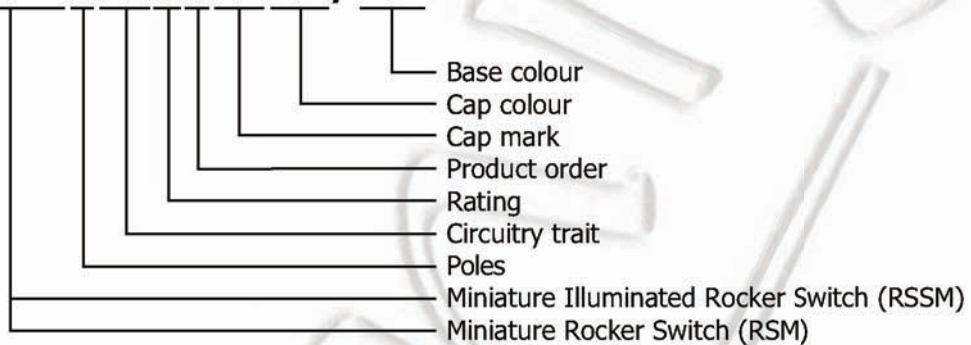 Base colour
Cap colour
Cap mark
Product order
Rating
Circuitry trait
Poles
Miniature Illuminated Rocker Switch (RSSM)
Miniature Rocker Switch (RSM)